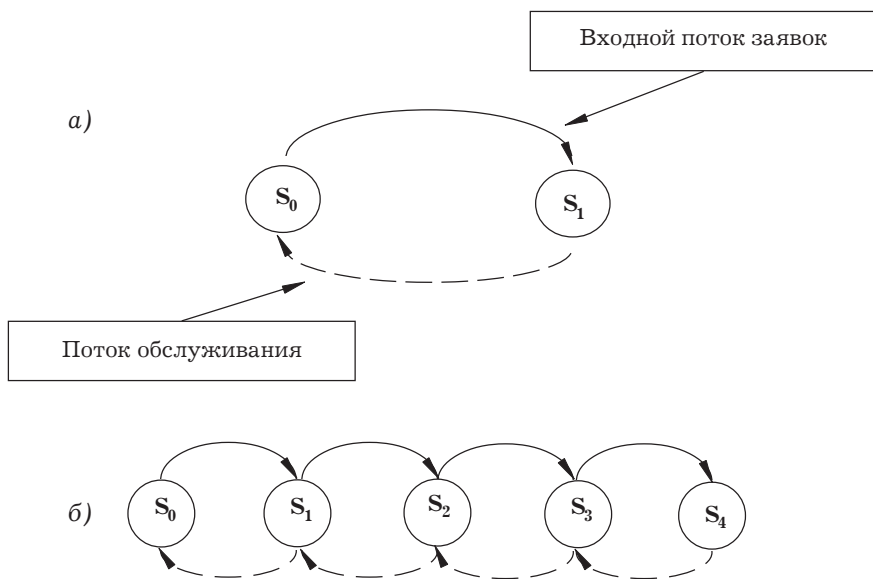 Входной поток заявок
а)
S₀
S₁
Поток обслуживания
б)
S₀ S₁ S₂ S₃ S₄